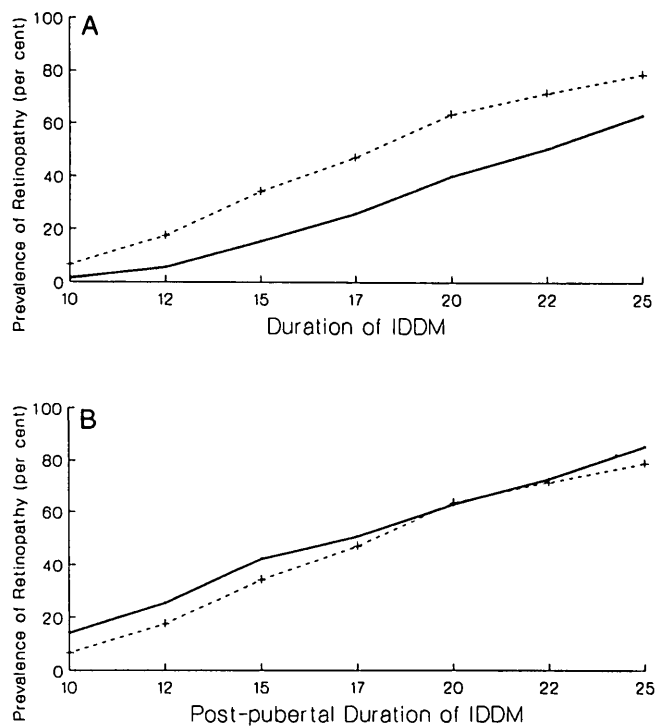 A
Prevalence of Retinopathy (per cent)
100
80
60
40
20
0
10 12 15 17 20 22 25
Duration of IDDM
B
Prevalence of Retinopathy (per cent)
100
80
60
40
20
0
10 12 15 17 20 22 25
Post-pubertal Duration of IDDM